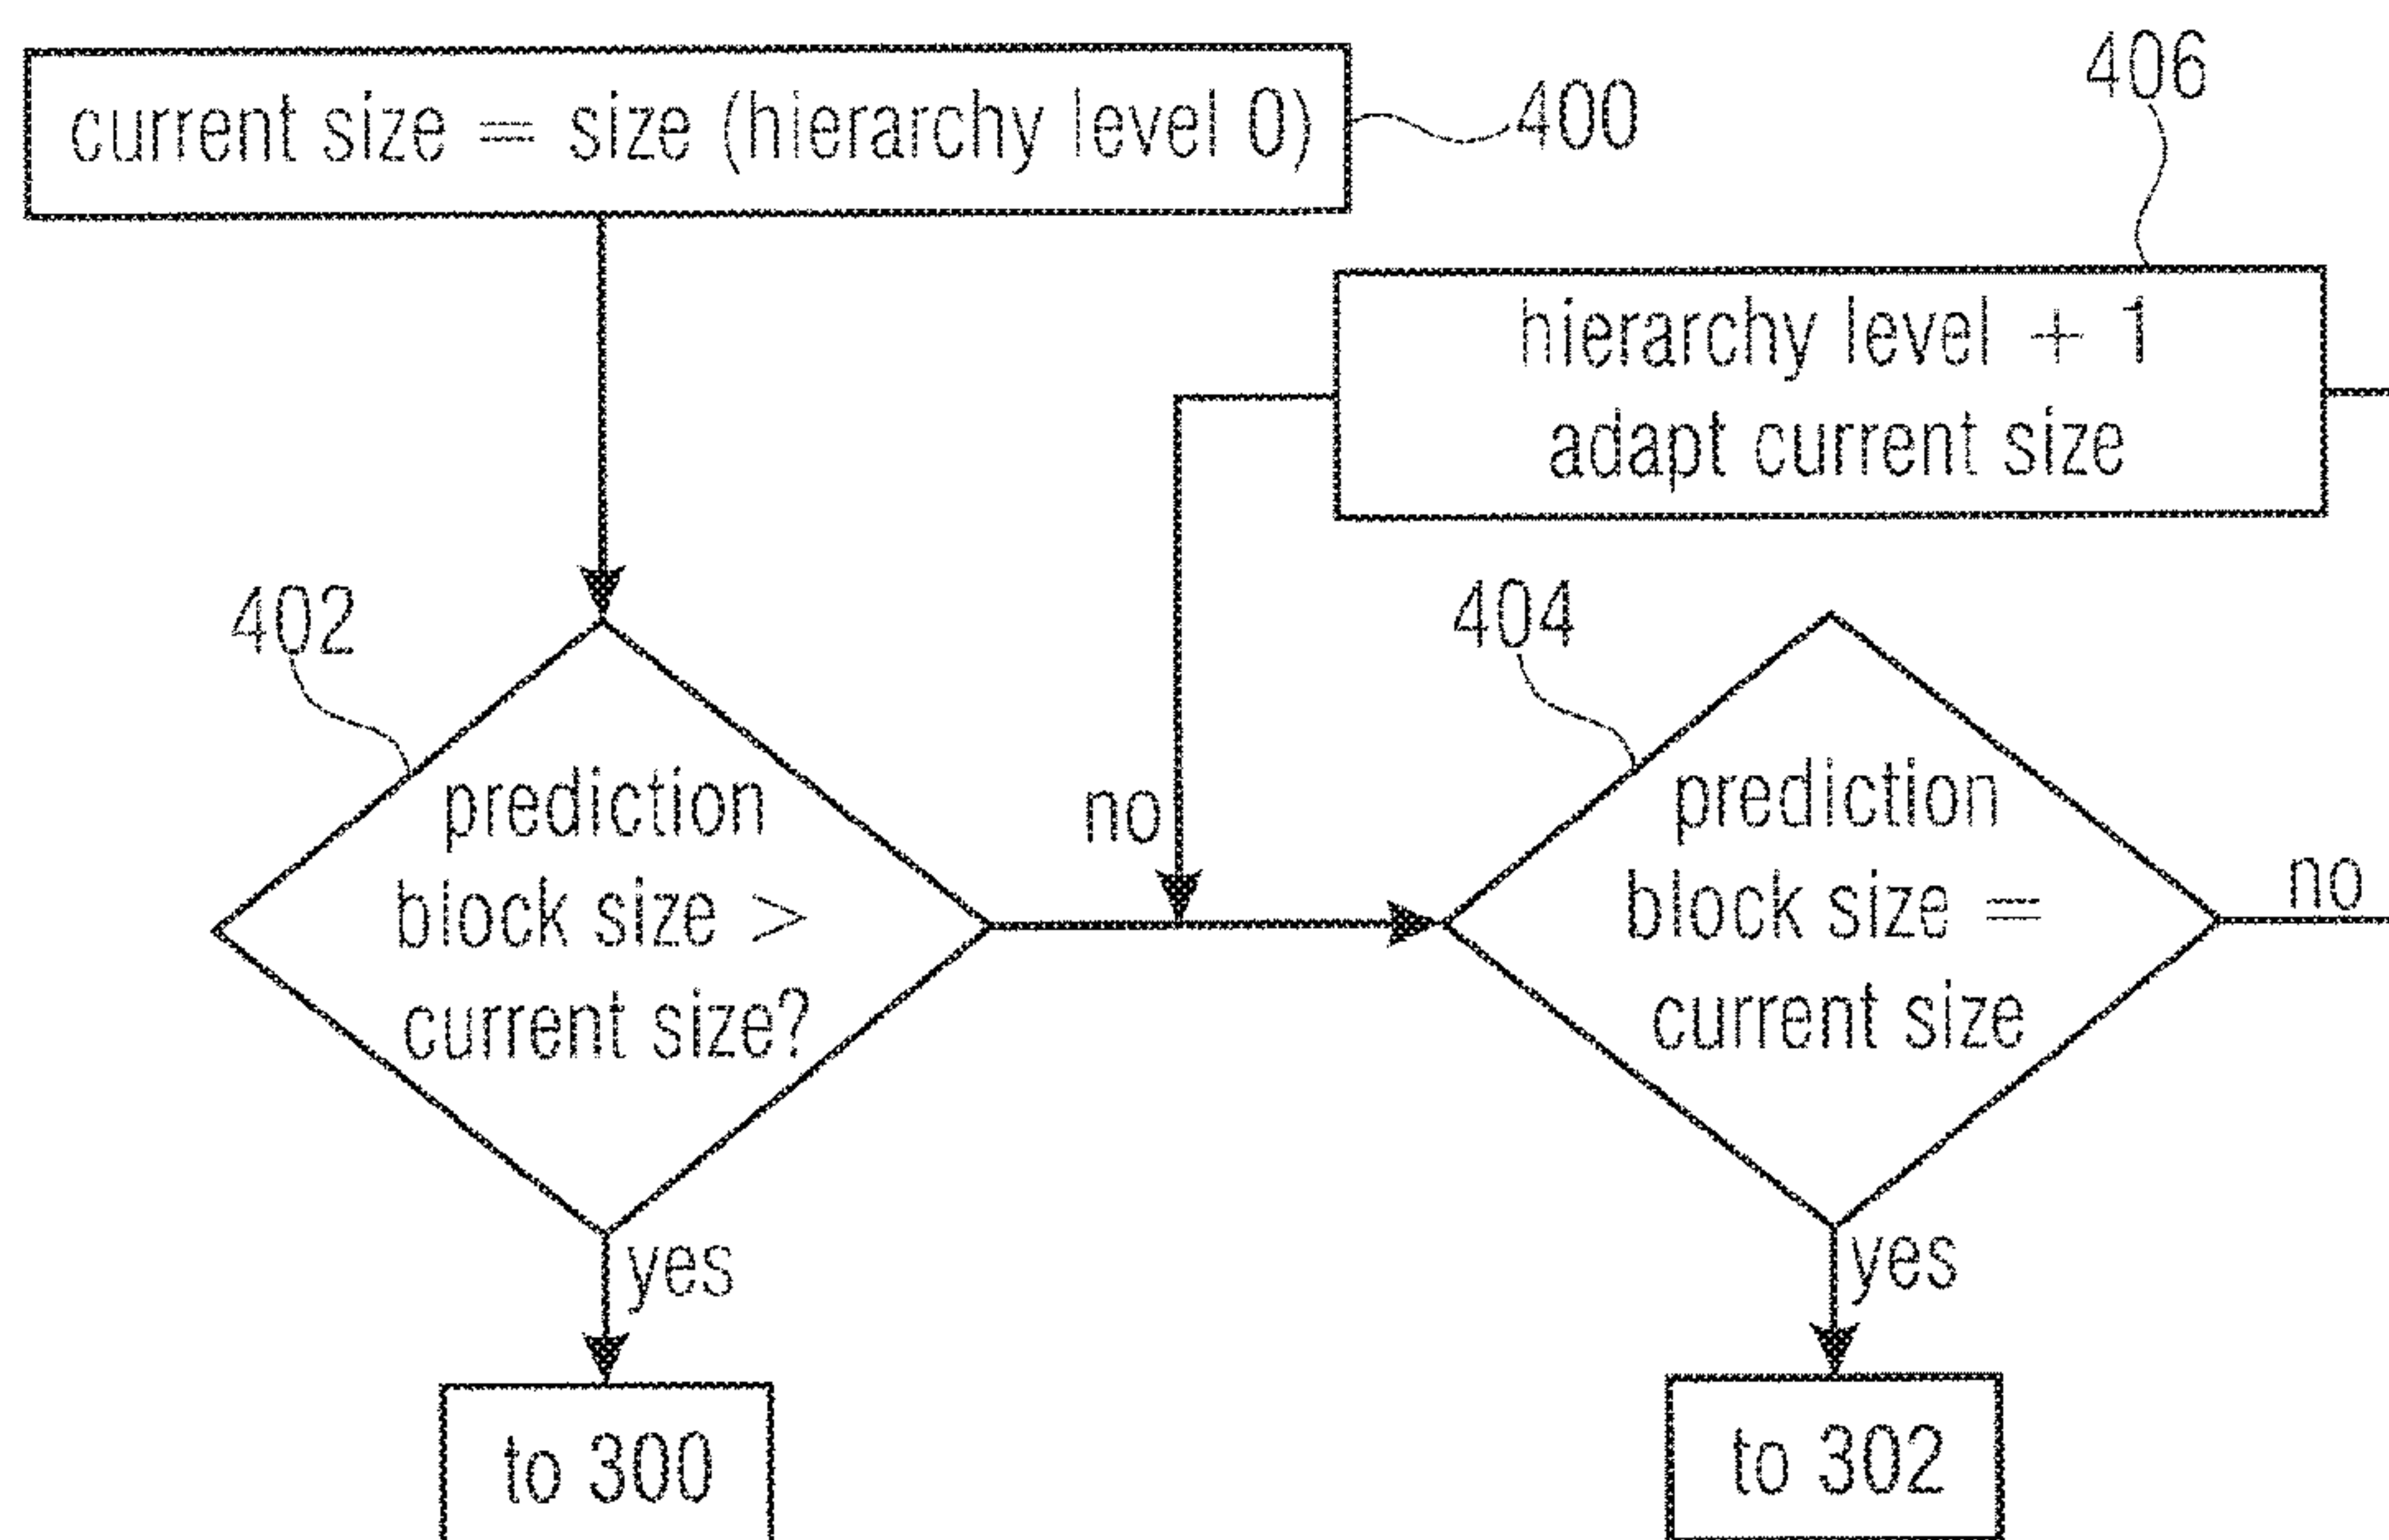 current size = size (hierarchy level 0)
400
406
hierarchy level + 1
adapt current size
402
prediction
block size >
current size?
no
404
prediction
block size =
current size
no
yes
yes
to 300
to 302